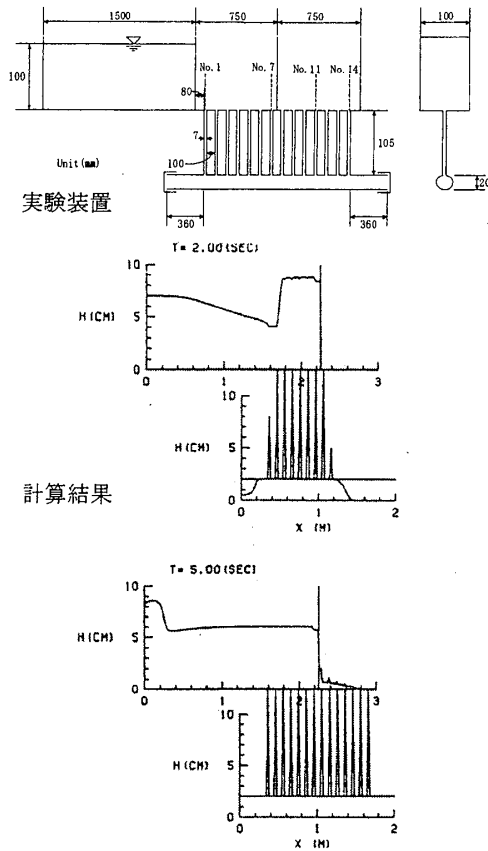 1500
750
750
100
No.1
No.7
No.11
No.14
100
80
7
100
105
Unit(mm)
20
実験装置
360
360
T= 2.00(SEC)
10
H(CM)
5
0
0
1
2
3
10
H(CM)
5
0
0
1
2
X (M)
計算結果
T= 5.00(SEC)
10
H(CM)
5
0
0
1
2
3
10
H(CM)
5
0
0
1
2
X (M)